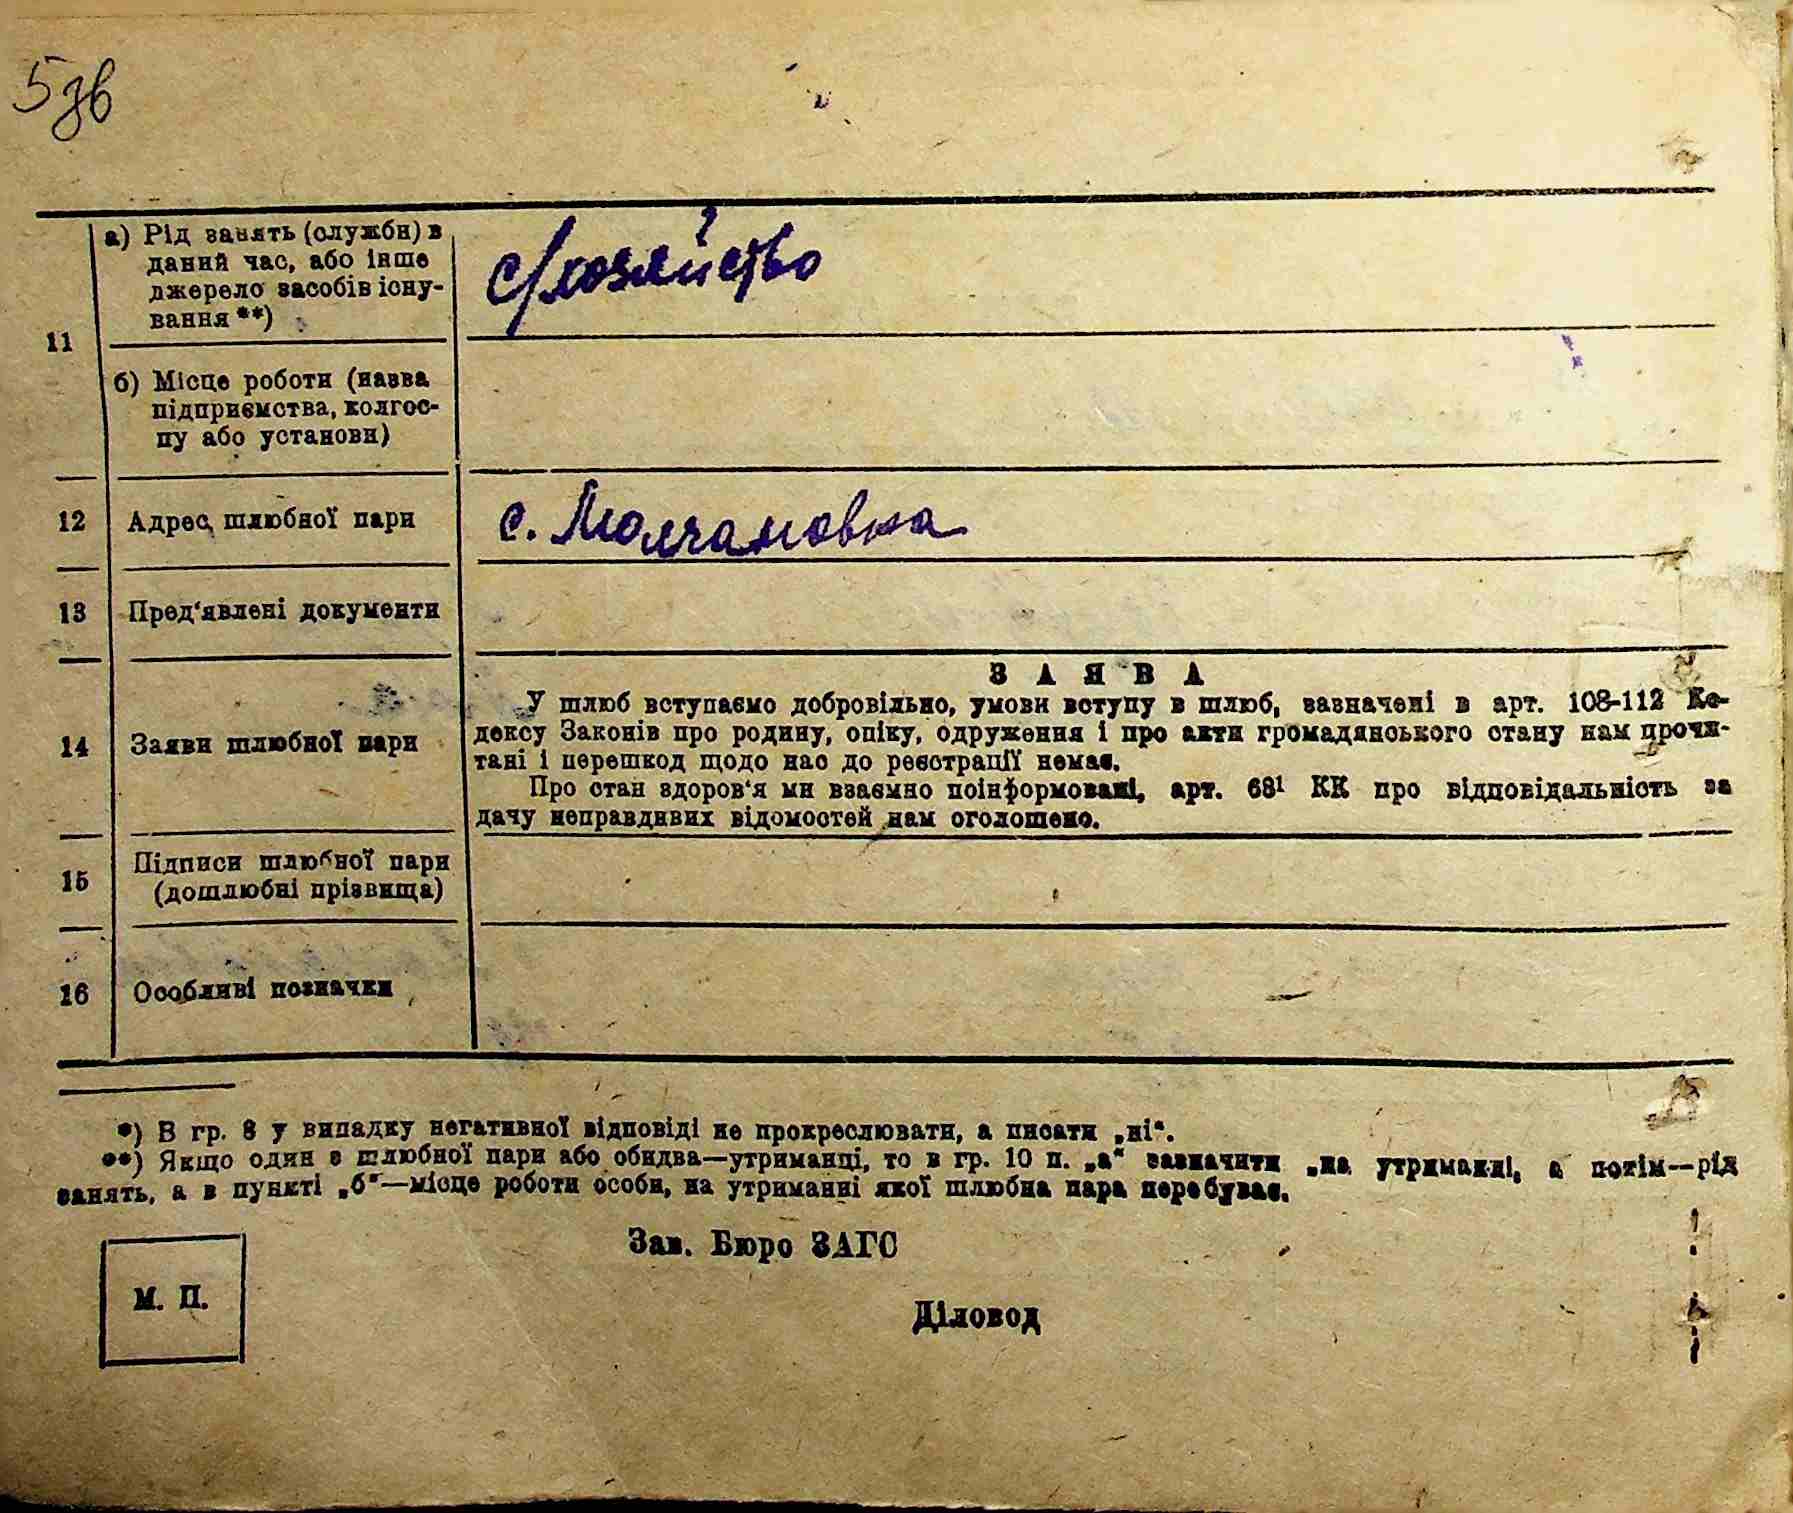 5зв
а) Рід занять (служби) в
даний час, або інше
джерело засобів існу-
вання **)
с/хозяйство
11
б) Місце роботи (назва
підприємства, колгос-
пу або установи)
12 Адрес шлюбної пари с. Молчановка
13 Пред'явлені документи
14 Заяви шлюбної пари
ЗАЯВА
У шлюб вступаємо добровільно, умови вступу в шлюб, зазначені в арт. 108-112 Ко-
дексу Законів про родину, опіку, одруження і про акти громадянського стану нам прочи-
тані і перешкод щодо нас до реєстрації немає.
Про стан здоров'я ми взаємно поінформовані, арт. 68¹ КК про відповідальність за
дачу неправдивих відомостей нам оголошено.
15 Підписи шлюбної пари
(дошлюбні прізвища)
16 Особливі позначки
*) В гр. 8 у випадку негативної відповіді не прокреслювати, а писати „ні“.
**) Якщо один з шлюбної пари або обидва—утриманці, то в гр. 10 п. „а“ зазначити „на утриманні, а потім—рід
занять, а в пункті „б“—місце роботи особи, на утриманні якої шлюбна пара перебуває.
Зав. Бюро ЗАГС
М. П.
Діловод